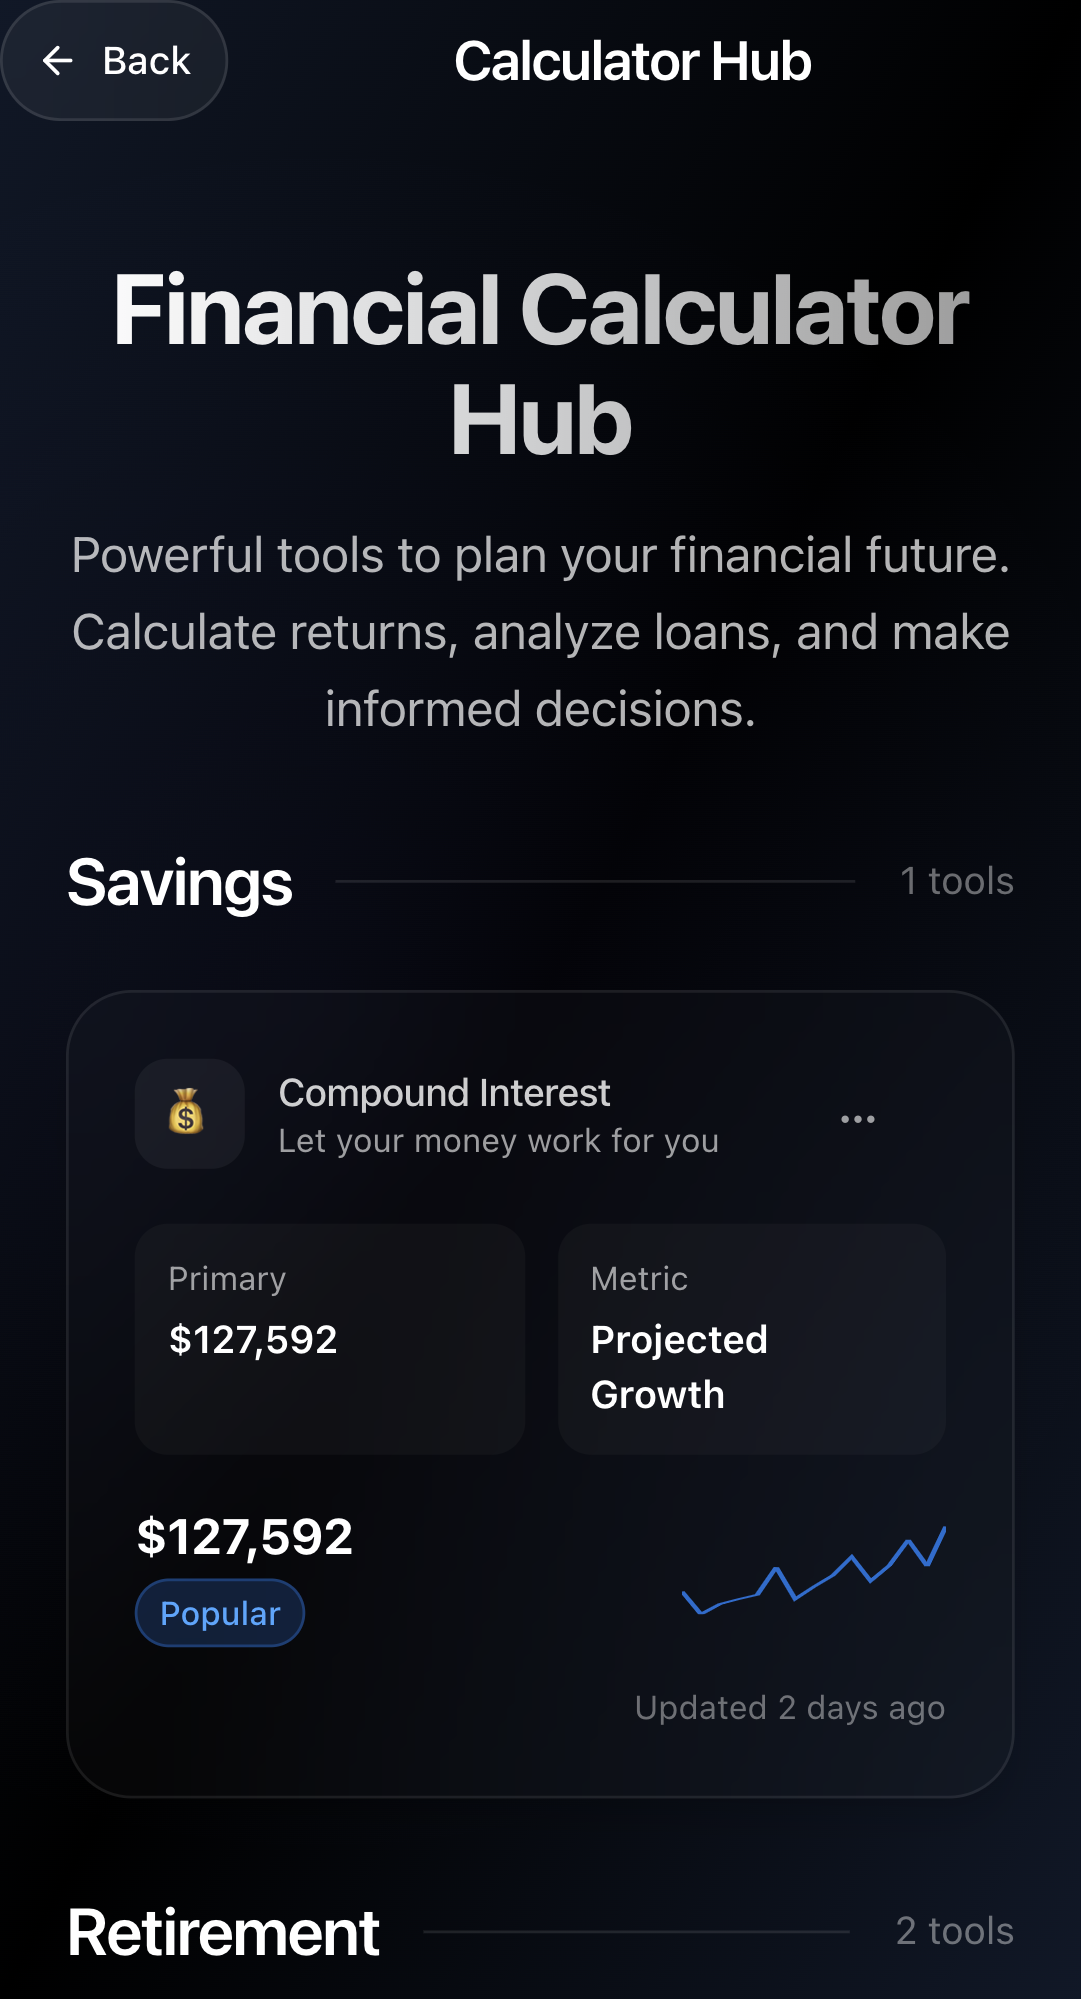 Back
Calculator Hub
Financial Calculator
Hub
Powerful tools to plan your financial future.
Calculate returns, analyze loans, and make
informed decisions.
Savings
1 tools
Compound Interest
Let your money work for you
Primary
$127,592
Metric
Projected
Growth
$127,592
Popular
Updated 2 days ago
Retirement
2 tools